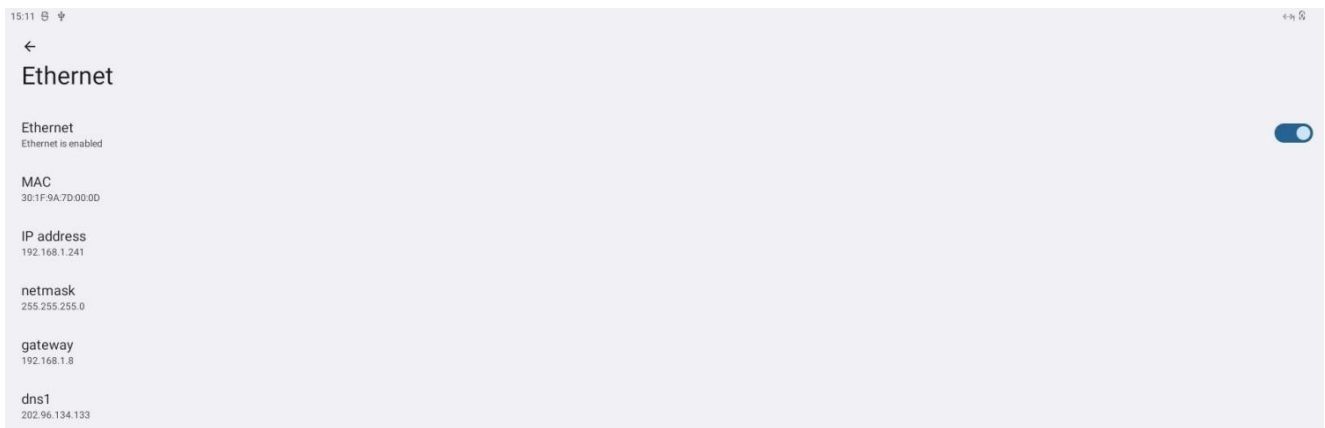 15:11
Ethernet
Ethernet
Ethernet is enabled
MAC
30:1F:9A:7D:00:0D
IP address
192.168.1.241
netmask
255.255.255.0
gateway
192.168.1.8
dns1
202.96.134.133